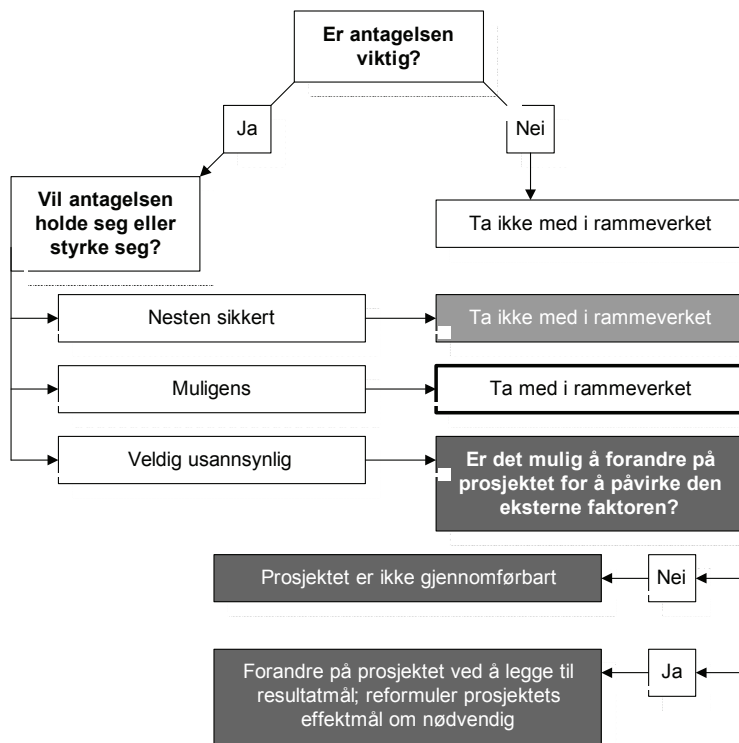 Er antagelsen
viktig?
Ja
Nei
Vil antagelsen
holde seg eller
styrke seg?
Ta ikke med i rammeverket
Nesten sikkert
Ta ikke med i rammeverket
Muligens
Ta med i rammeverket
Veldig usannsynlig
Er det mulig å forandre på
prosjektet for å påvirke den
eksterne faktoren?
Prosjektet er ikke gjennomførbart
Nei
Forandre på prosjektet ved å legge til
resultatmål; reformuler prosjektets
effektmål om nødvendig
Ja